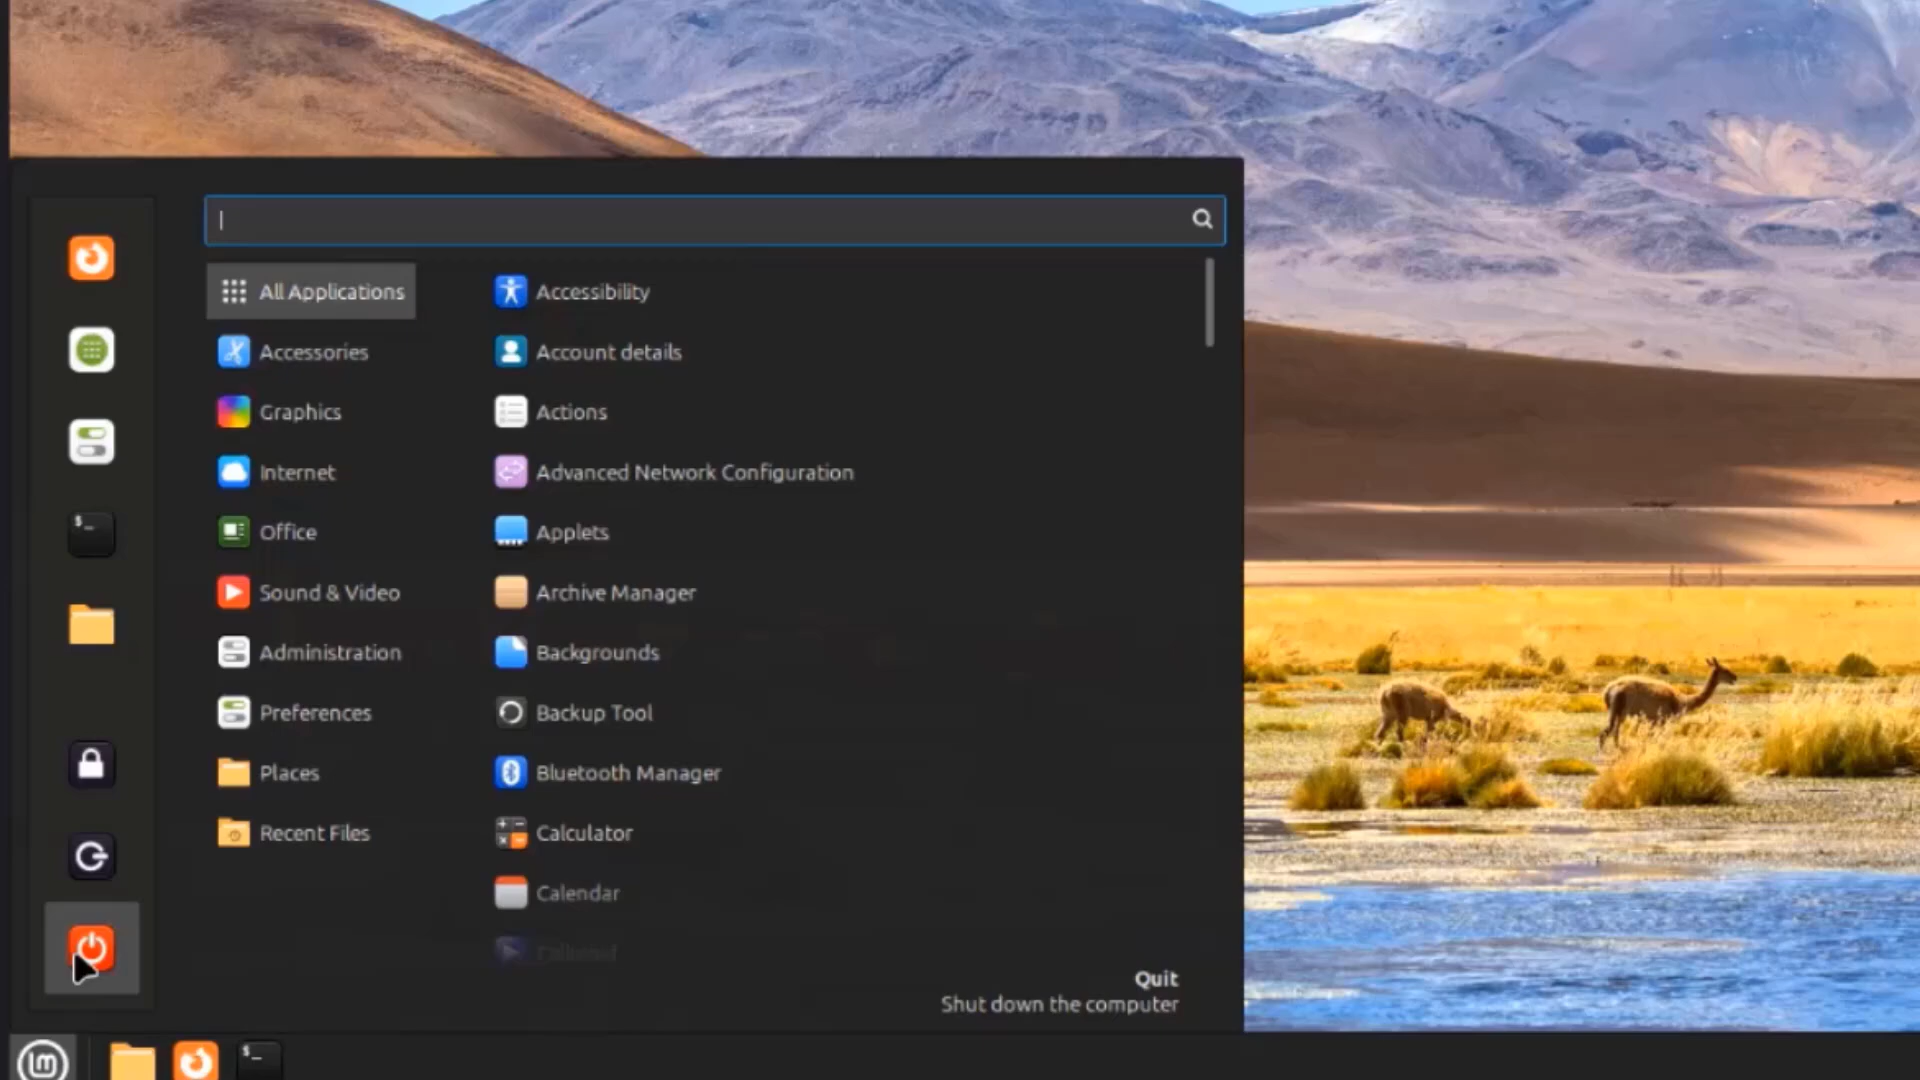 All Applications
Accessories
Graphics
Internet
Office
Sound & Video
Administration
Preferences
Places
Recent Files
Accessibility
Account details
Actions
Advanced Network Configuration
Applets
Archive Manager
Backgrounds
Backup Tool
Bluetooth Manager
Calculator
Calendar
Quit
Shut down the computer
$_
$_